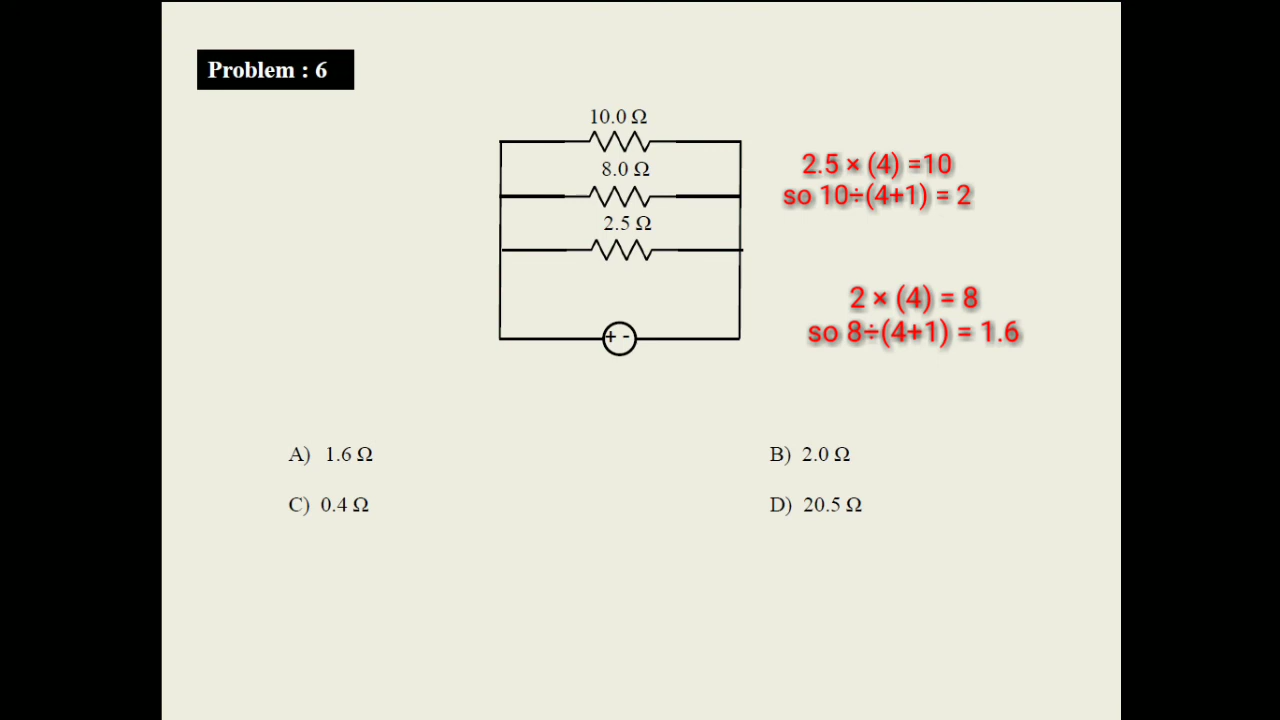 Problem : 6
10.0 Ω
8.0 Ω
2.5 Ω
+ -
2.5 × (4) =10
so 10÷(4+1) = 2
2 × (4) = 8
so 8÷(4+1) = 1.6
A) 1.6 Ω
B) 2.0 Ω
C) 0.4 Ω
D) 20.5 Ω